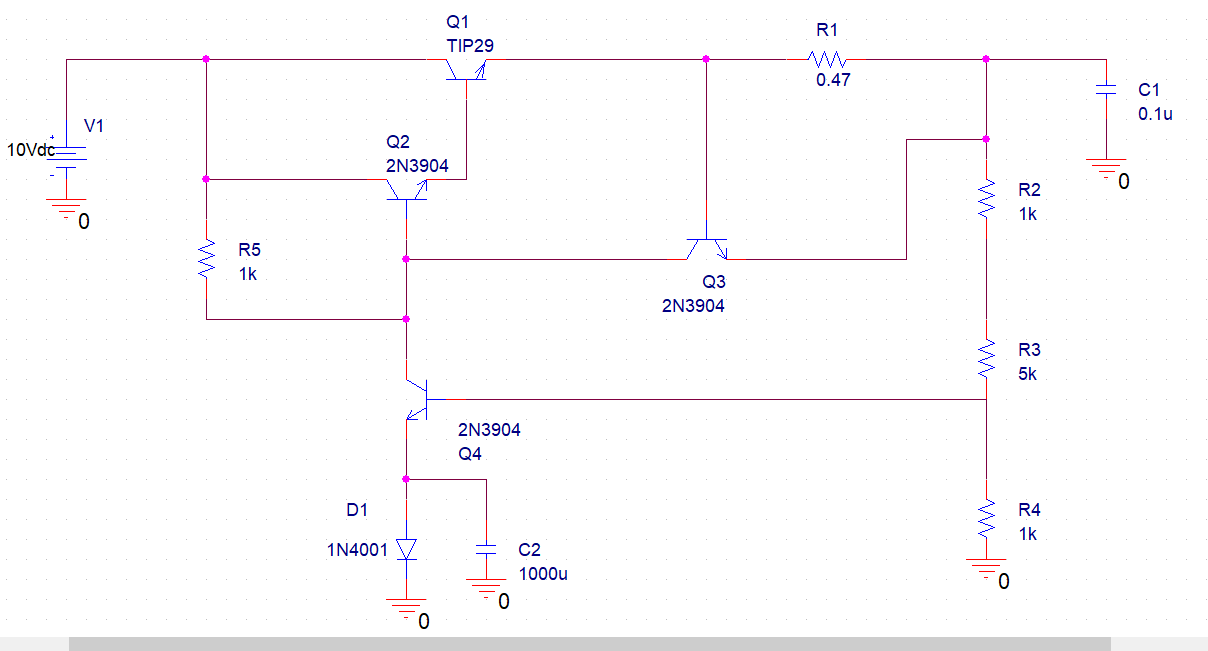 Q1
TIP29
R1
0.47
C1
0.1u
0
V1
10Vdc
+
-
0
Q2
2N3904
R2
1k
R5
1k
Q3
2N3904
R3
5k
2N3904
Q4
D1
1N4001
C2
1000u
R4
1k
0
0
0